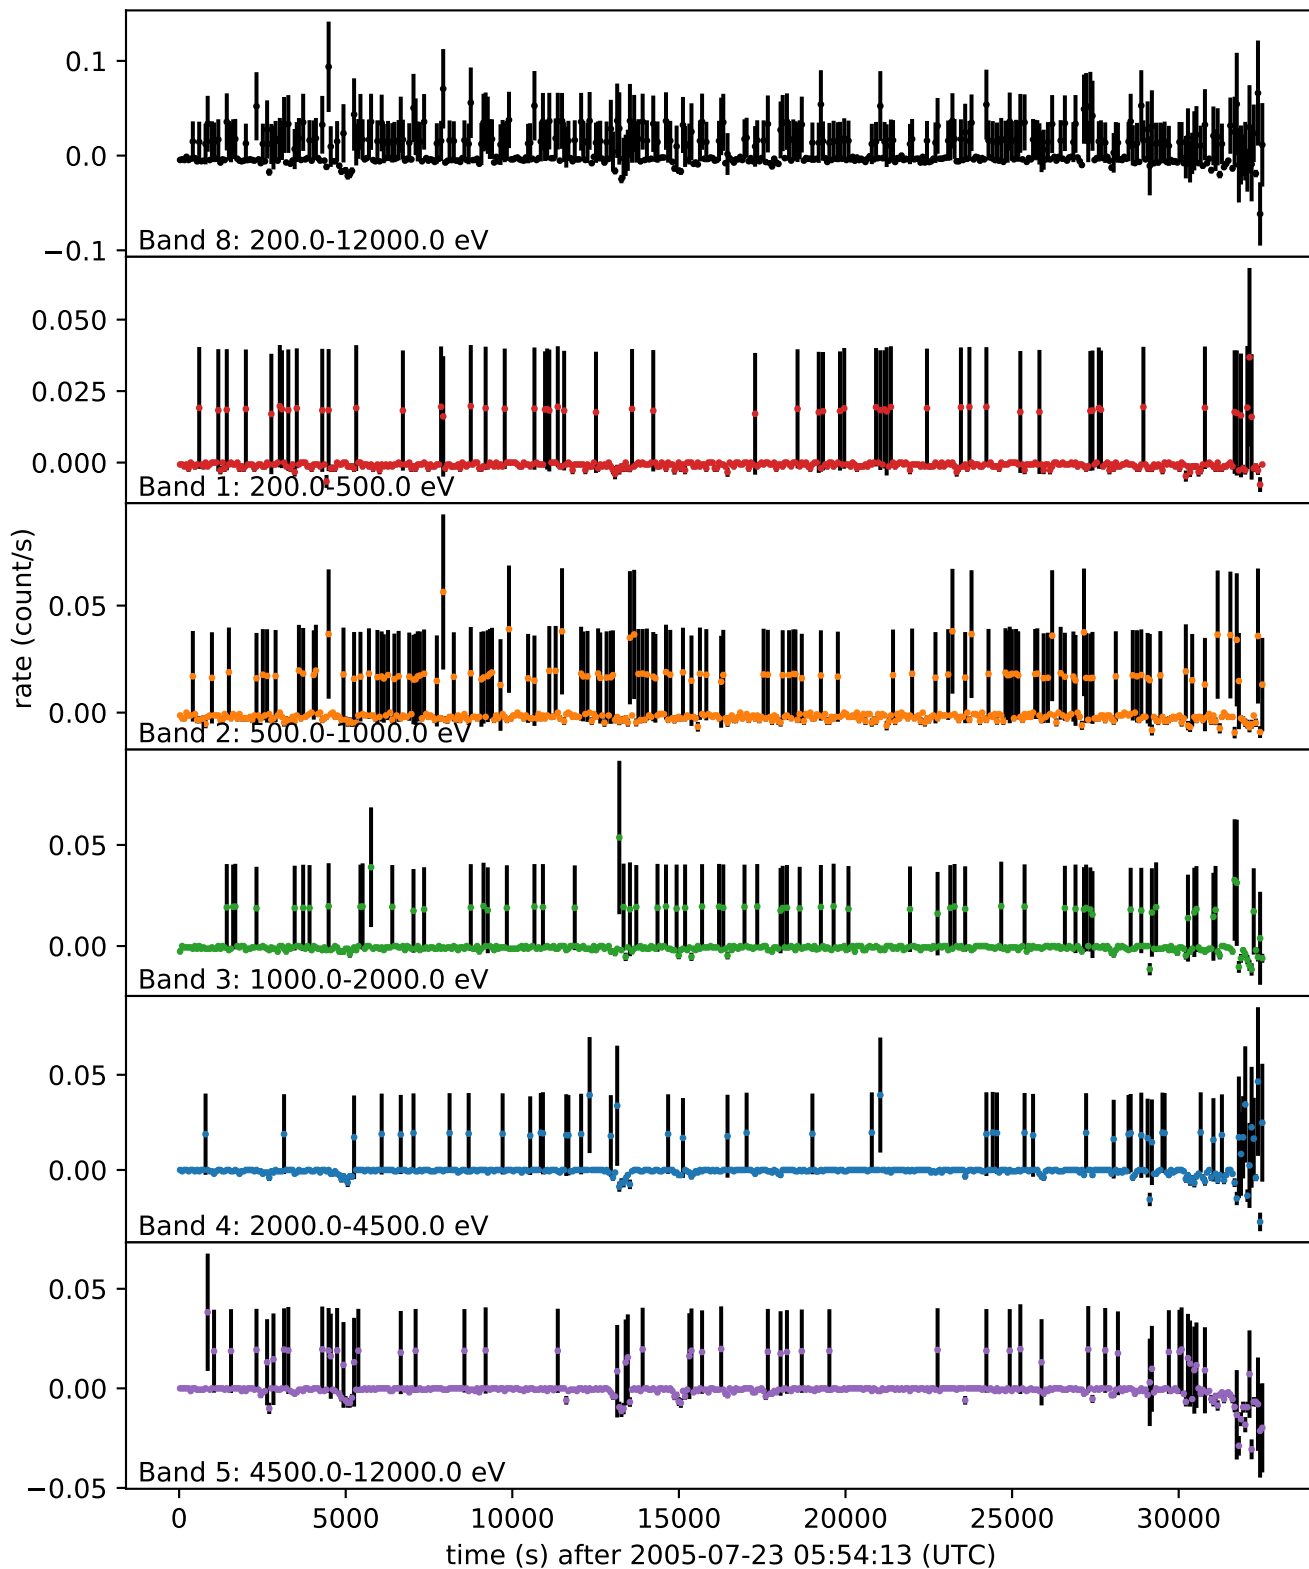 0.1
0.0
−0.1
Band 8: 200.0-12000.0 eV
0.050
0.025
0.000
Band 1: 200.0-500.0 eV
rate (count/s)
0.05
0.00
Band 2: 500.0-1000.0 eV
0.05
0.00
Band 3: 1000.0-2000.0 eV
0.05
0.00
Band 4: 2000.0-4500.0 eV
0.05
0.00
−0.05
Band 5: 4500.0-12000.0 eV
0 5000 10000 15000 20000 25000 30000
time (s) after 2005-07-23 05:54:13 (UTC)